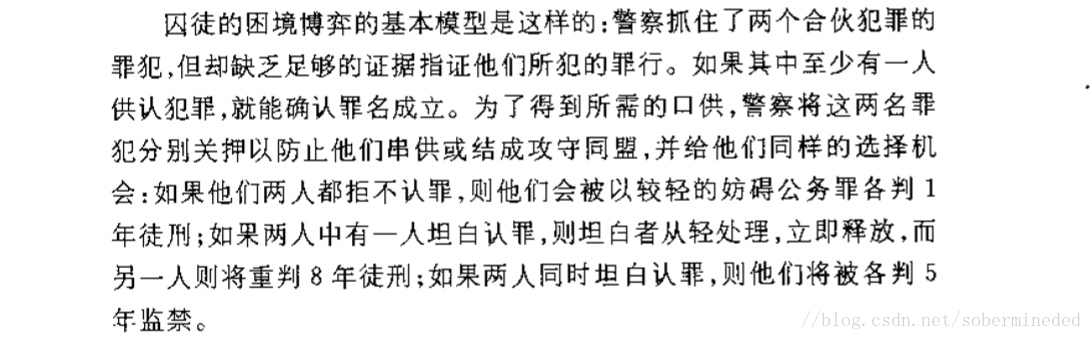 囚徒的困境博弈的基本模型是这样的:警察抓住了两个合伙犯罪的
罪犯,但却缺乏足够的证据指证他们所犯的罪行。如果其中至少有一人
供认犯罪,就能确认罪名成立。为了得到所需的口供,警察将这两名罪
犯分别关押以防止他们串供或结成攻守同盟,并给他们同样的选择机
会:如果他们两人都拒不认罪,则他们会被以较轻的妨碍公务罪各判 1
年徒刑;如果两人中有一人坦白认罪,则坦白者从轻处理,立即释放,而
另一人则将重判 8 年徒刑;如果两人同时坦白认罪,则他们将被各判 5
年监禁。
//blog.csdn.net/sobermineded